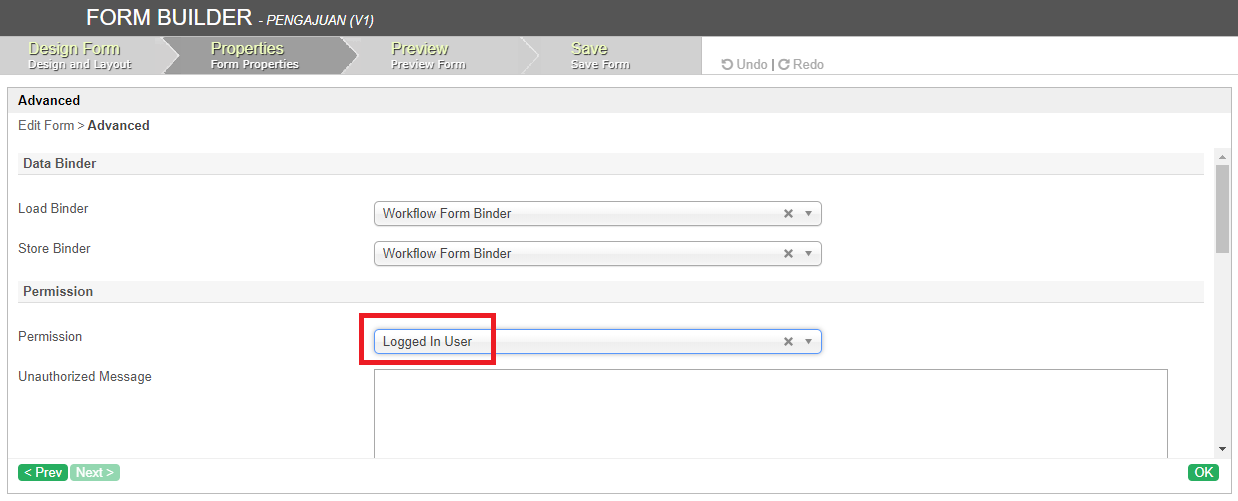 FORM BUILDER - PENGAJUAN (V1)
Design Form
Design and Layout
Properties
Form Properties
Preview
Preview Form
Save
Save Form
Undo | Redo
Advanced
Edit Form > Advanced
Data Binder
Load Binder
Workflow Form Binder
Store Binder
Workflow Form Binder
Permission
Permission
Logged In User
Unauthorized Message
< Prev
Next >
OK